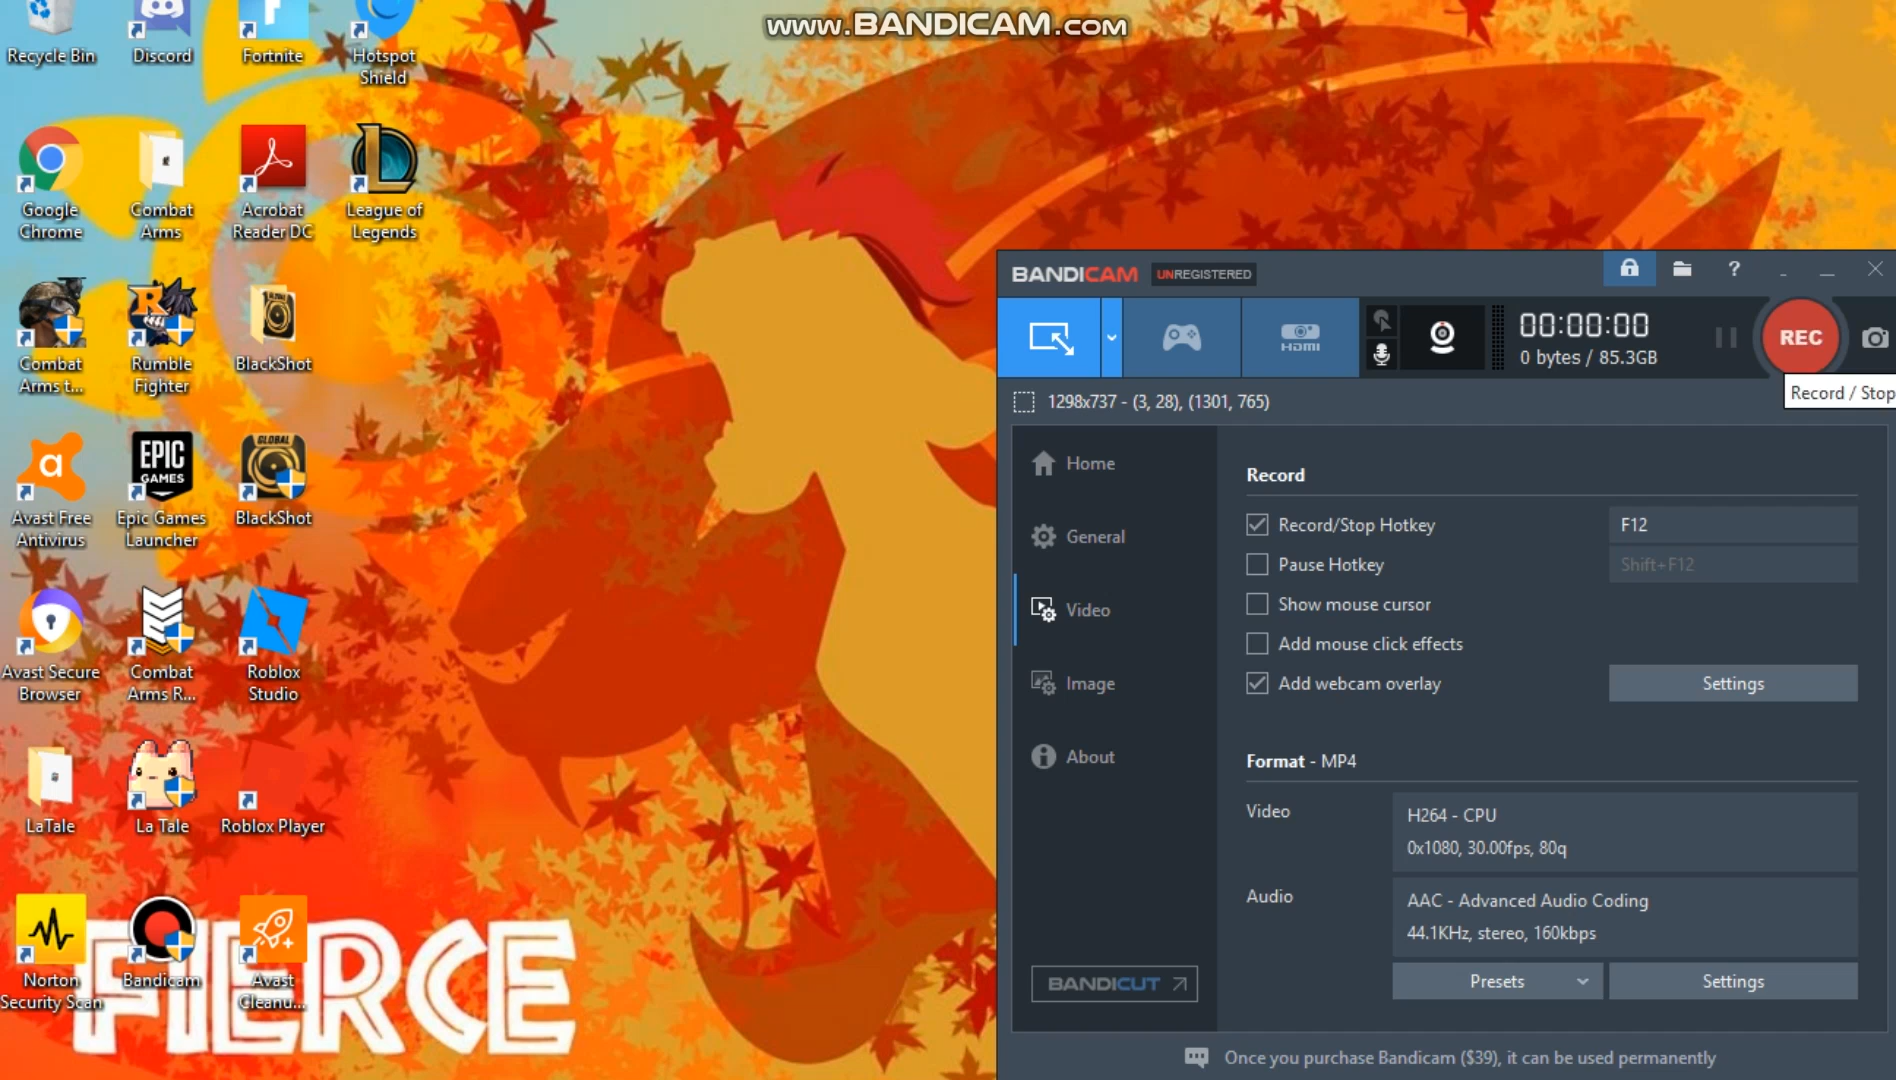 www.BANDICAM.com
Recycle Bin
Discord
Fortnite
Hotspot
Shield
Google
Chrome
Combat
Arms
Acrobat
Reader DC
League of
Legends
Combat
Arms t...
Rumble
Fighter
BlackShot
Avast Free
Antivirus
EPIC
GAMES
Epic Games
Launcher
GLOBAL
BlackShot
Avast Secure
Browser
Combat
Arms R...
Roblox
Studio
LaTale
La Tale
Roblox Player
Norton
Security Scan
Bandicam
Avast
Cleanu...
FIERCE
BANDICAM UNREGISTERED
?
HDMI
00:00:00
0 bytes / 85.3GB
REC
Record / Stop
1298x737 - (3, 28), (1301, 765)
Home
General
Video
Image
About
BANDICUT
Record
Record/Stop Hotkey
F12
Pause Hotkey
Shift+F12
Show mouse cursor
Add mouse click effects
Add webcam overlay
Settings
Format - MP4
Video
H264 - CPU
0x1080, 30.00fps, 80q
Audio
AAC - Advanced Audio Coding
44.1KHz, stereo, 160kbps
Presets
Settings
Once you purchase Bandicam ($39), it can be used permanently